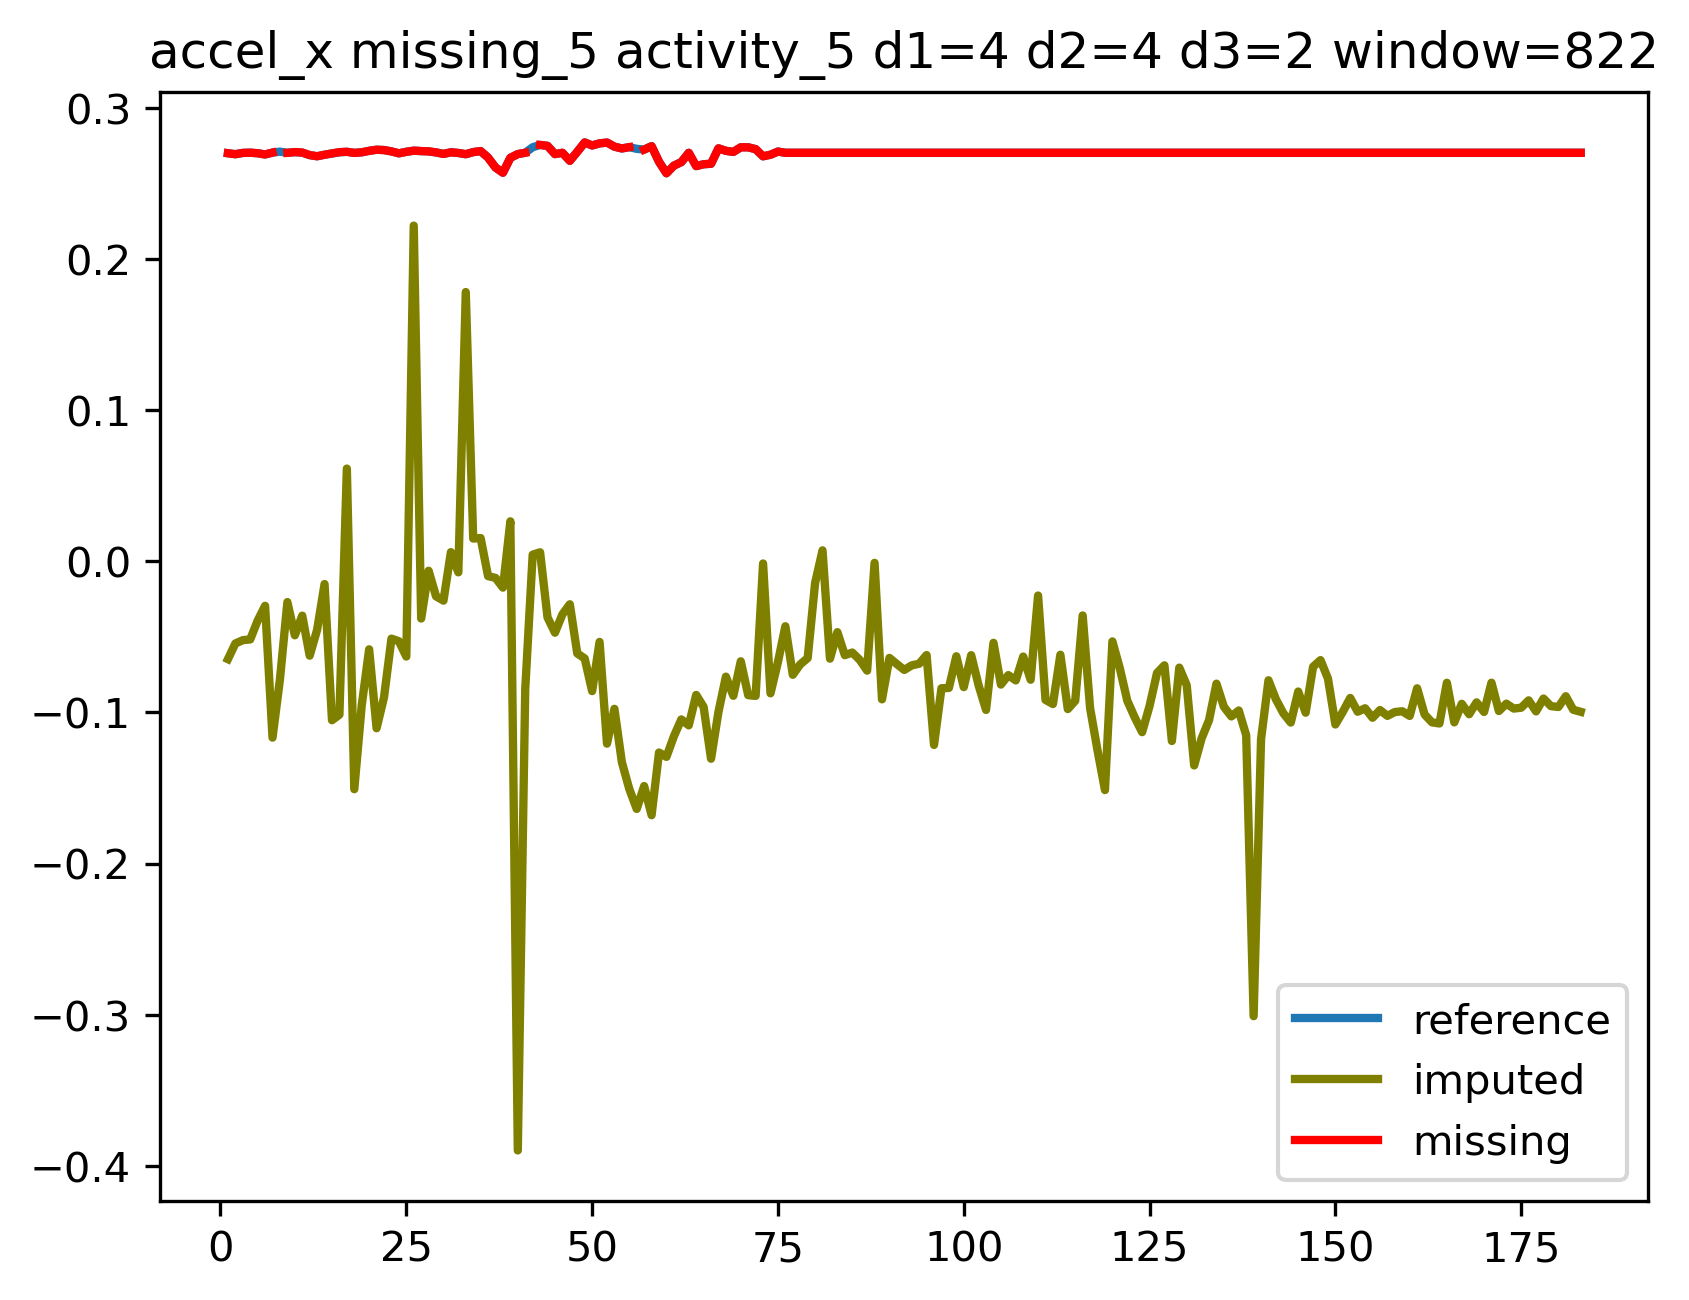 accel_x missing_5 activity_5 d1=4 d2=4 d3=2 window=822
0.3
0.2
0.1
0.0
−0.1
−0.2
−0.3
−0.4
reference
imputed
missing
0 25 50 75 100 125 150 175